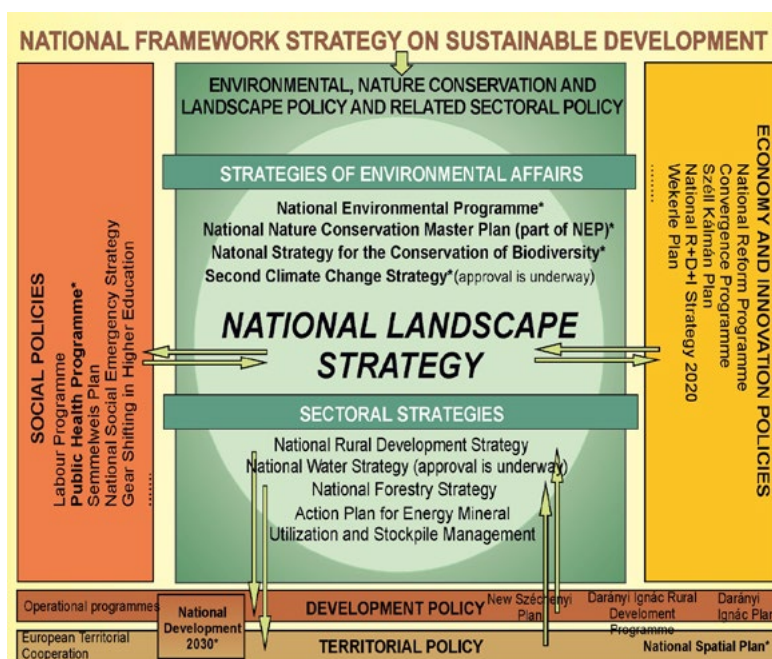 NATIONAL FRAMEWORK STRATEGY ON SUSTAINABLE DEVELOPMENT
ENVIRONMENTAL, NATURE CONSERVATION AND
LANDSCAPE POLICY AND RELATED SECTORAL POLICY
STRATEGIES OF ENVIRONMENTAL AFFAIRS
National Environmental Programme*
National Nature Conservation Master Plan (part of NEP)*
Natonal Strategy for the Conservation of Biodiversity*
Second Climate Change Strategy* (approval is underway)
NATIONAL LANDSCAPE
STRATEGY
SECTORAL STRATEGIES
National Rural Development Strategy
National Water Strategy (approval is underway)
National Forestry Strategy
Action Plan for Energy Mineral
Utilization and Stockpile Management
SOCIAL POLICIES
Labour Programme
Public Health Programme*
Semmelweis Plan
National Social Emergency Strategy
Gear Shifting in Higher Education
.......
ECONOMY AND INNOVATION POLICIES
National Reform Programme
Convergence Programme
Széll Kálmán Plan
National R+D+I Strategy 2020
Wekerle Plan
.........
Operational programmes
National
Development
2030*
DEVELOPMENT POLICY
New Széchenyi
Plan
Darányi Ignác Rural
Develoment
Programme
Darányi
Ignác Plan
European Territorial
Cooperation
TERRITORIAL POLICY
National Spatial Plan*